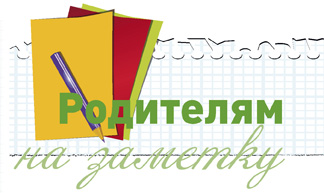 Родителям
на заметку